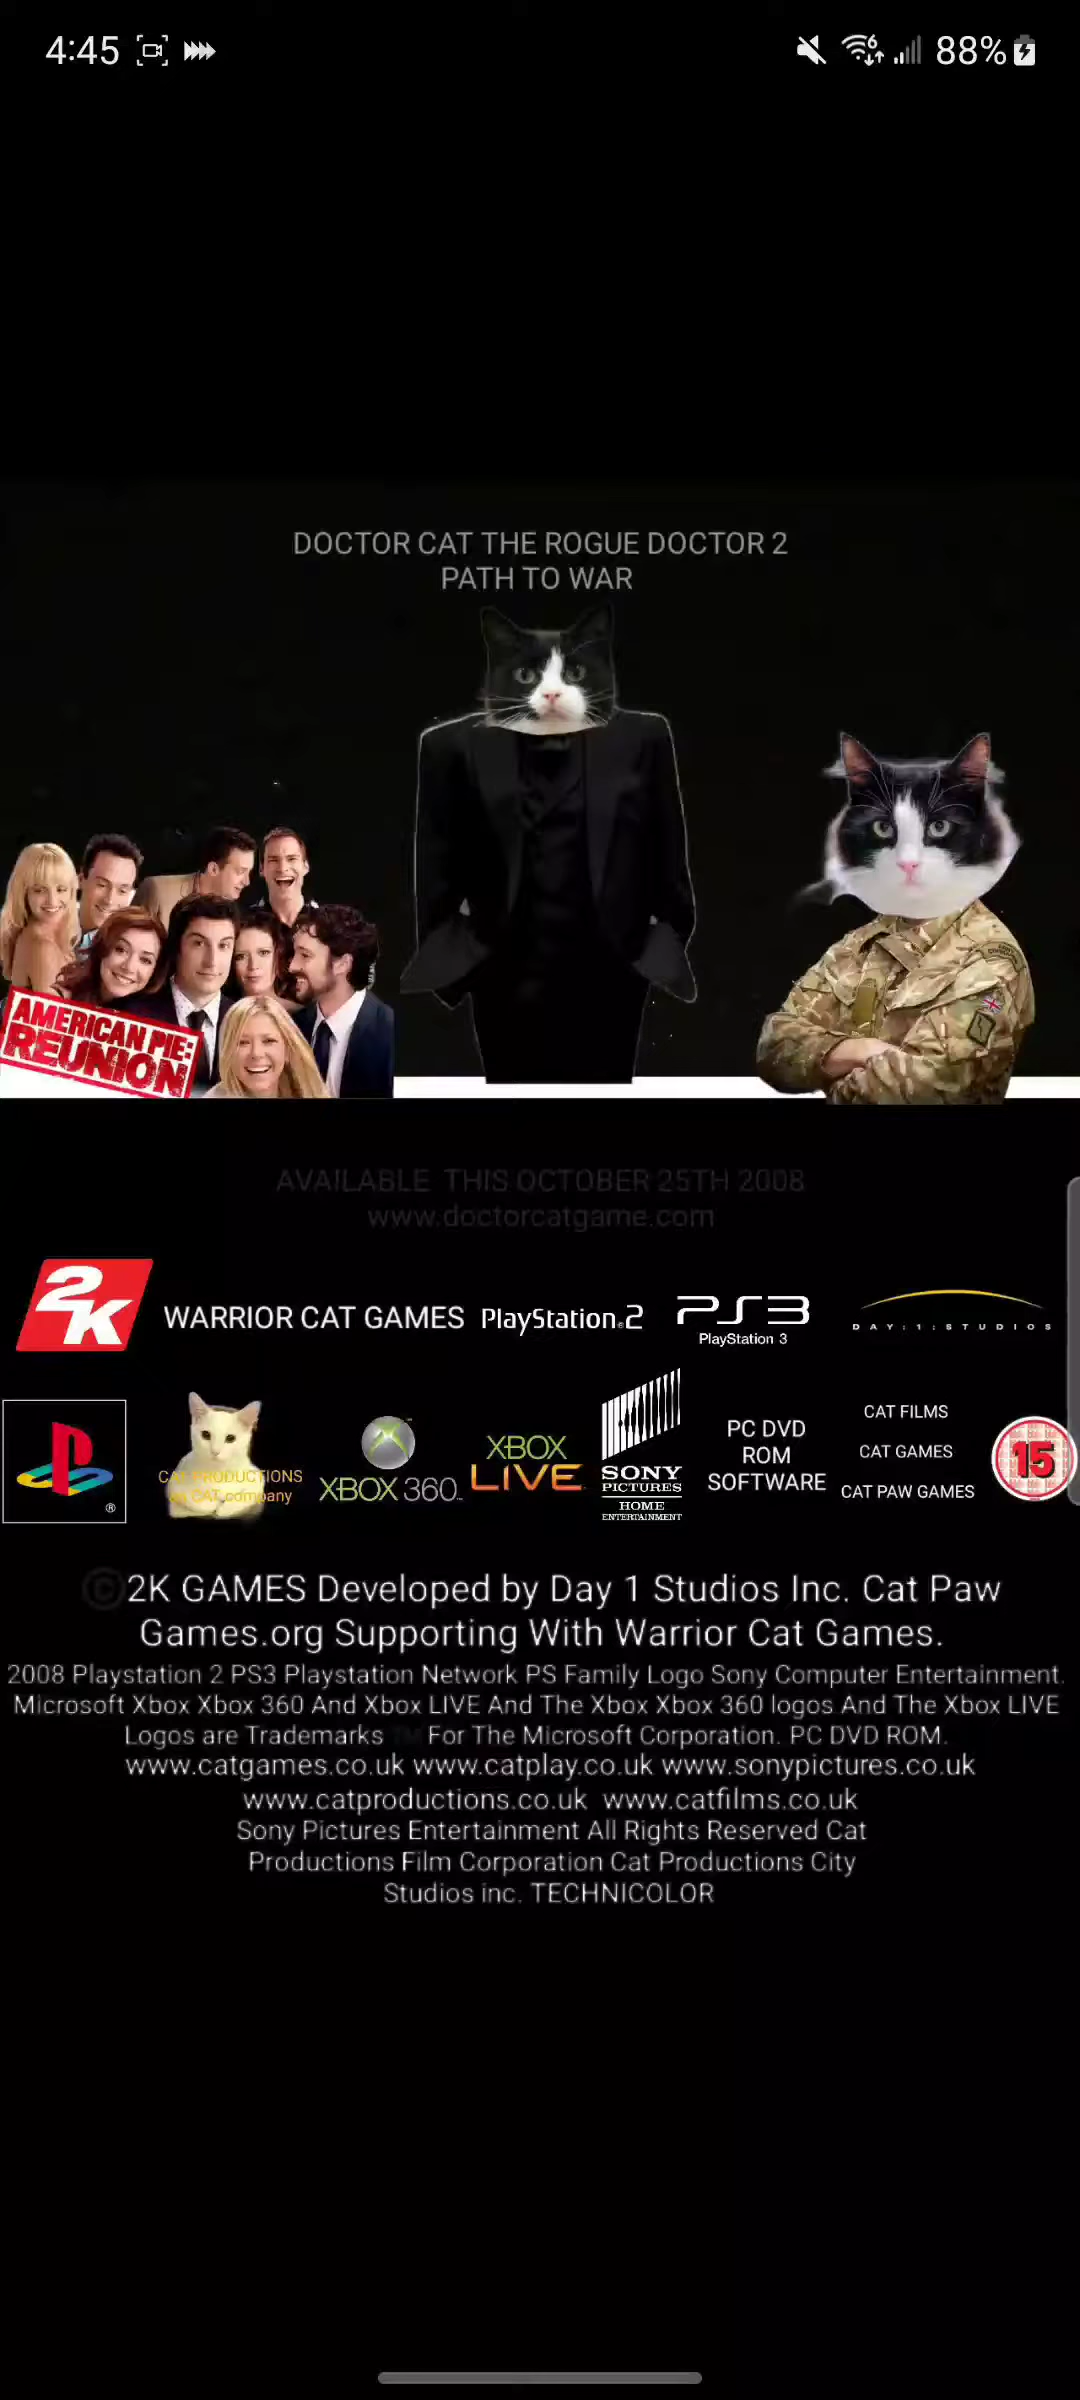 4:45
6
88%
DOCTOR CAT THE ROGUE DOCTOR 2
PATH TO WAR
AMERICAN PIE:
REUNION
AVAILABLE THIS OCTOBER 25TH 2008
www.doctorcatgame.com
2K
WARRIOR CAT GAMES
PlayStation®2
PS3
PlayStation 3
DAY:1:STUDIOS
®
CAT PRODUCTIONS
CAT company
XBOX 360™
XBOX
LIVE
SONY
PICTURES
HOME
ENTERTAINMENT
PC DVD
ROM
SOFTWARE
CAT FILMS
CAT GAMES
CAT PAW GAMES
15
©2K GAMES Developed by Day 1 Studios Inc. Cat Paw
Games.org Supporting With Warrior Cat Games.
2008 Playstation 2 PS3 Playstation Network PS Family Logo Sony Computer Entertainment.
Microsoft Xbox Xbox 360 And Xbox LIVE And The Xbox Xbox 360 logos And The Xbox LIVE
Logos are Trademarks ™ For The Microsoft Corporation. PC DVD ROM.
www.catgames.co.uk www.catplay.co.uk www.sonypictures.co.uk
www.catproductions.co.uk www.catfilms.co.uk
Sony Pictures Entertainment All Rights Reserved Cat
Productions Film Corporation Cat Productions City
Studios inc. TECHNICOLOR